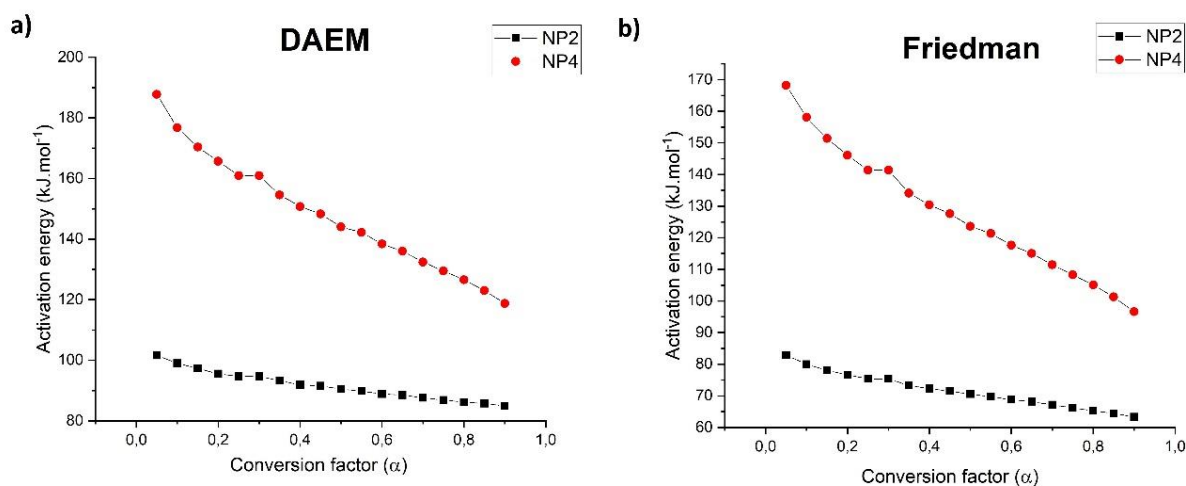 a)
DAEM
NP2
NP4
200
180
160
140
120
100
80
Activation energy (kJ.mol⁻¹)
0,0 0,2 0,4 0,6 0,8 1,0
Conversion factor (α)
b)
Friedman
NP2
NP4
170
160
150
140
130
120
110
100
90
80
70
60
Activation energy (kJ.mol⁻¹)
0,0 0,2 0,4 0,6 0,8 1,0
Conversion factor (α)